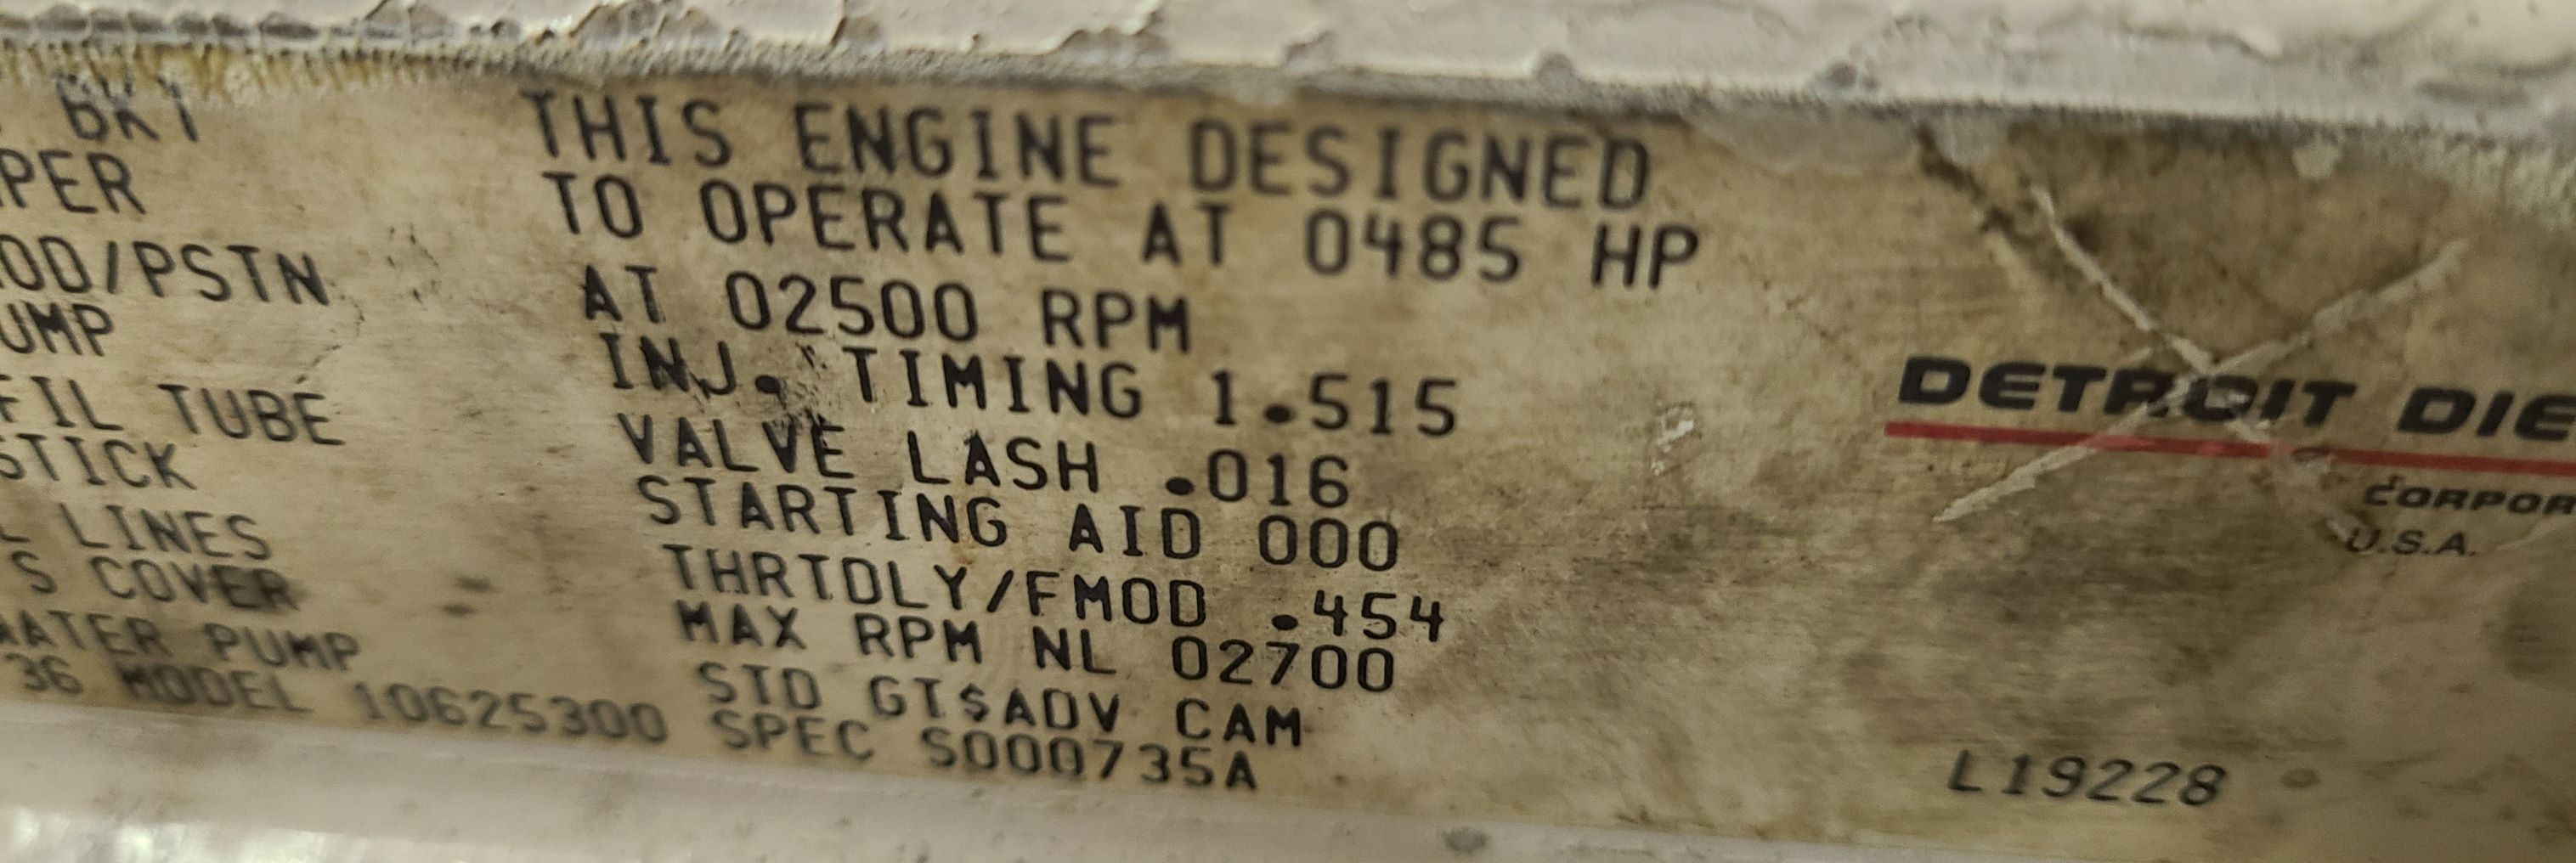 BKT
PER
OD/PSTN
UMP
FIL TUBE
STICK
L LINES
S COVER
WATER PUMP
36 MODEL 10625300 SPEC S000735A
THIS ENGINE DESIGNED
TO OPERATE AT 0485 HP
AT 02500 RPM
INJ. TIMING 1.515
VALVE LASH .016
STARTING AID 000
THRTDLY/FMOD .454
MAX RPM NL 02700
STD GT$ADV CAM
DETROIT DIE
CORPOR
U.S.A.
L19228